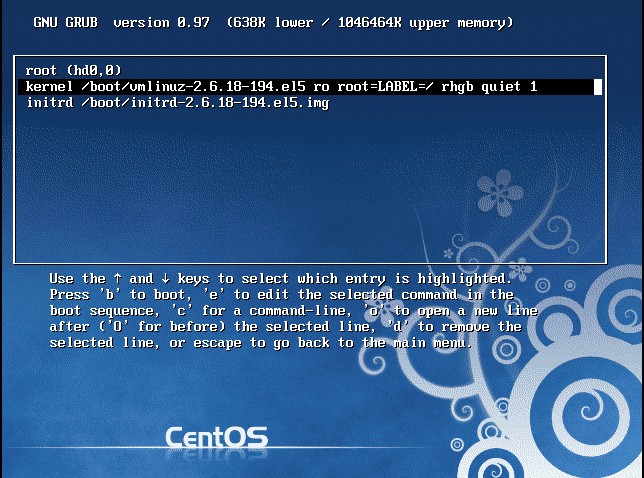 GNU GRUB  version 0.97  (638K lower / 1046464K upper memory)
root (hd0,0)
kernel /boot/vmlinuz-2.6.18-194.el5 ro root=LABEL=/ rhgb quiet 1
initrd /boot/initrd-2.6.18-194.el5.img
Use the ↑ and ↓ keys to select which entry is highlighted.
Press 'b' to boot, 'e' to edit the selected command in the
boot sequence, 'c' for a command-line, 'o' to open a new line
after ('O' for before) the selected line, 'd' to remove the
selected line, or escape to go back to the main menu.
CentOS